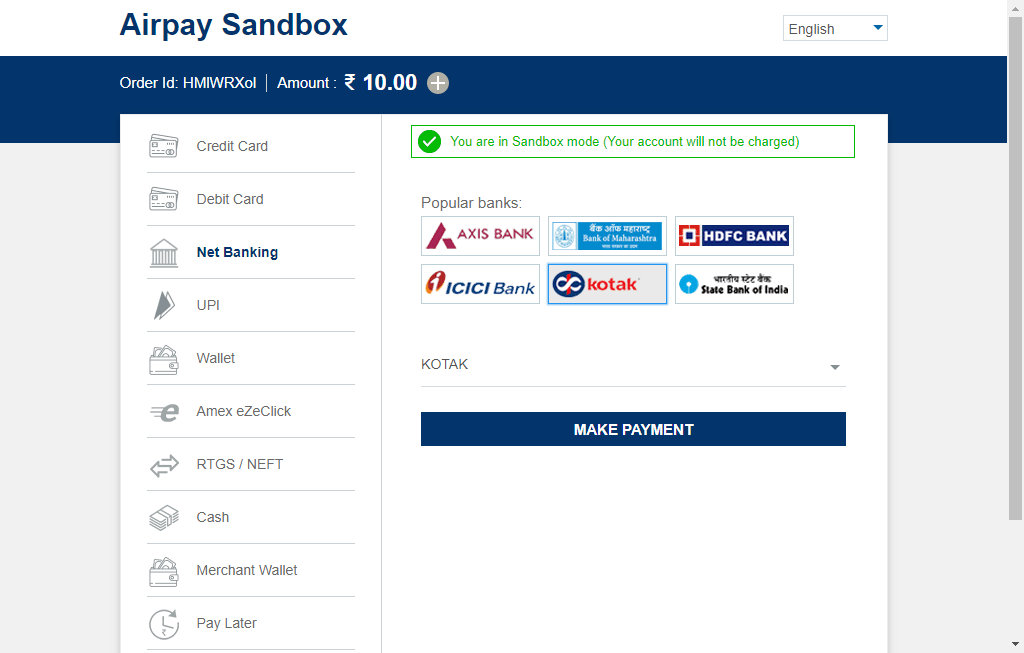 Airpay Sandbox
English
Order Id: HMIWRXol
Amount : ₹ 10.00
Credit Card
Debit Card
Net Banking
UPI
Wallet
Amex eZeClick
RTGS / NEFT
Cash
Merchant Wallet
Pay Later
You are in Sandbox mode (Your account will not be charged)
Popular banks:
AXIS BANK
बैंक ऑफ महाराष्ट्र
Bank of Maharashtra
HDFC BANK
ICICI Bank
kotak
भारतीय स्टेट बैंक
State Bank of India
KOTAK
MAKE PAYMENT